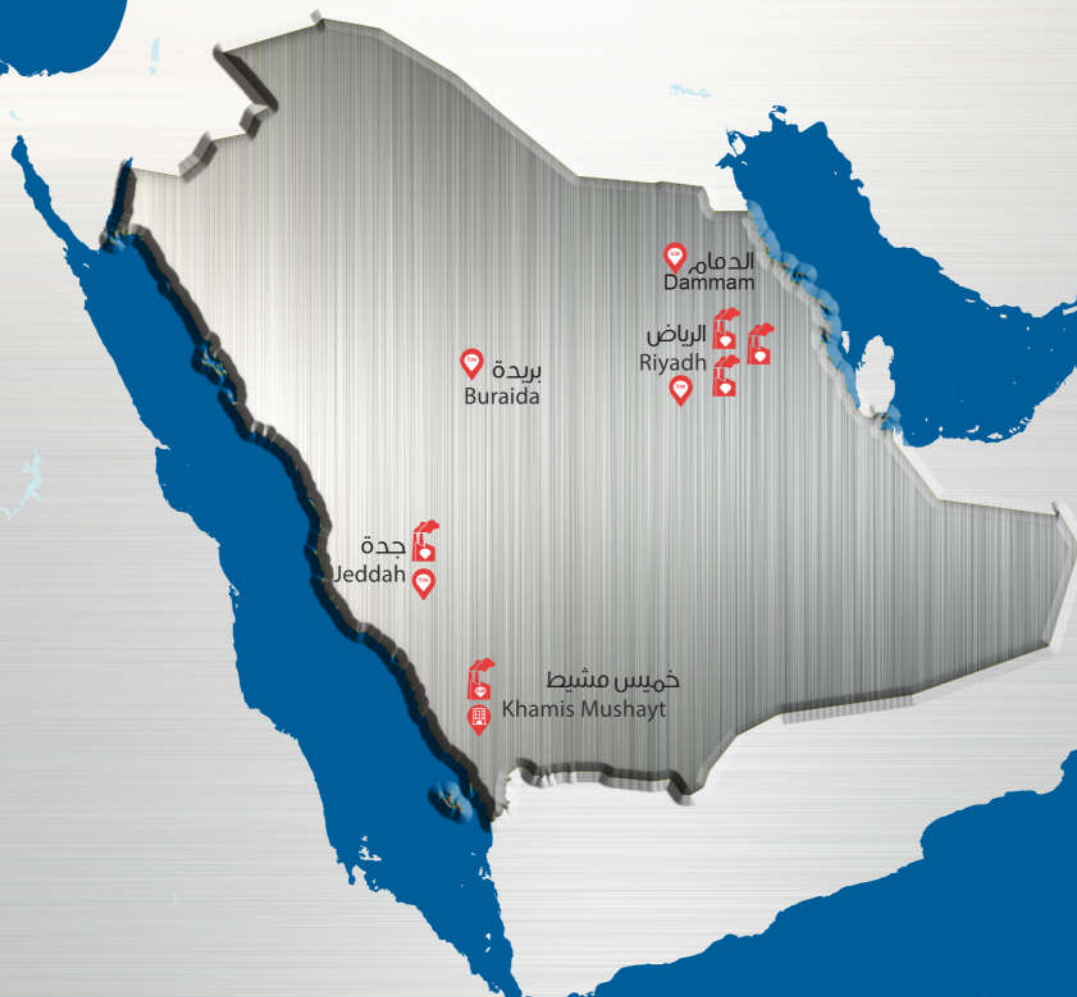 الدمام
Dammam
الرياض
Riyadh
بريدة
Buraida
جدة
Jeddah
خميس مشيط
Khamis Mushayt